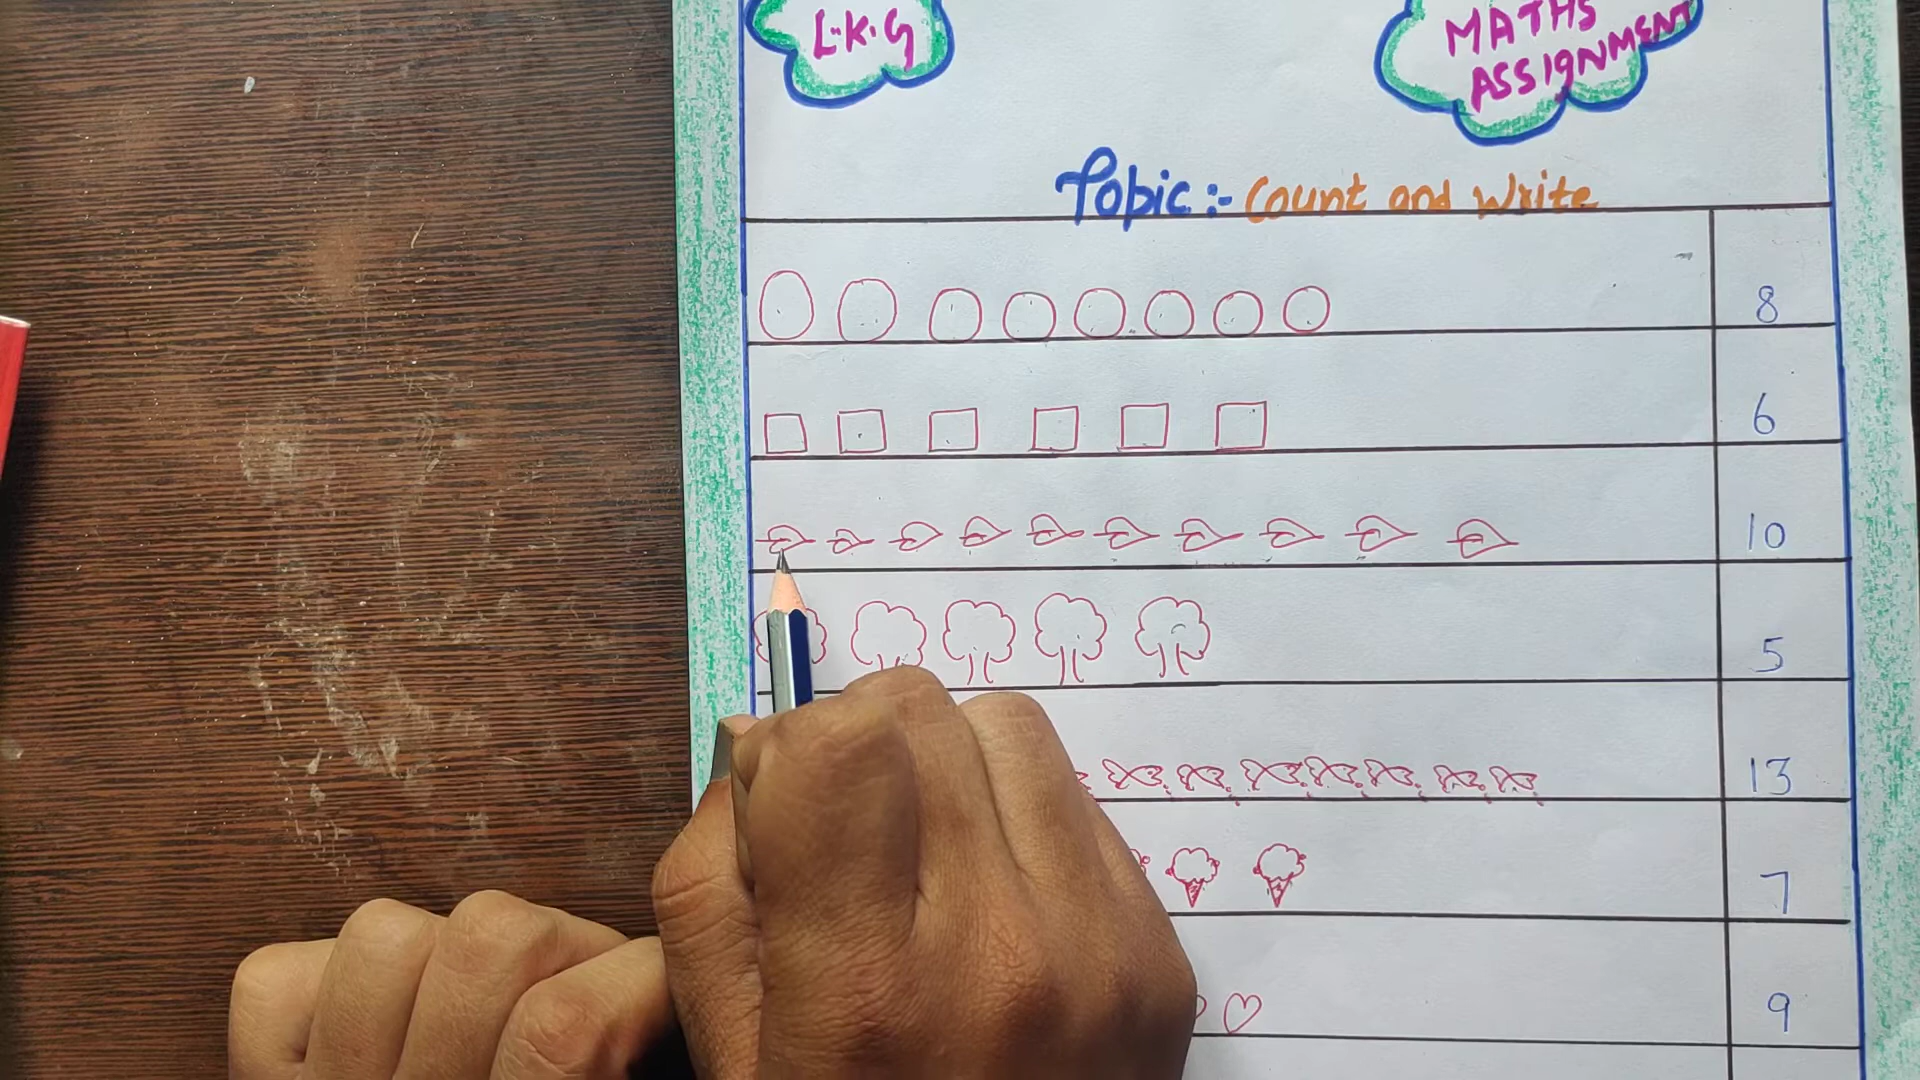 L.K.G
MATHS
ASSIGNMENT
Topic:- Count and Write
8
6
10
5
13
7
9